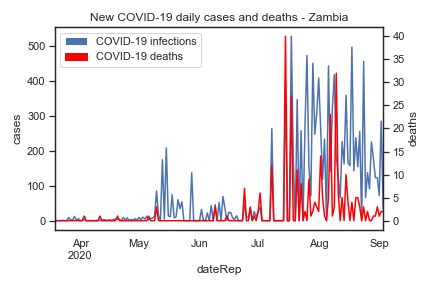 New COVID-19 daily cases and deaths - Zambia
COVID-19 infections
COVID-19 deaths
500
400
300
200
100
0
cases
40
35
30
25
20
15
10
5
0
deaths
Apr
2020
May
Jun
Jul
Aug
Sep
dateRep